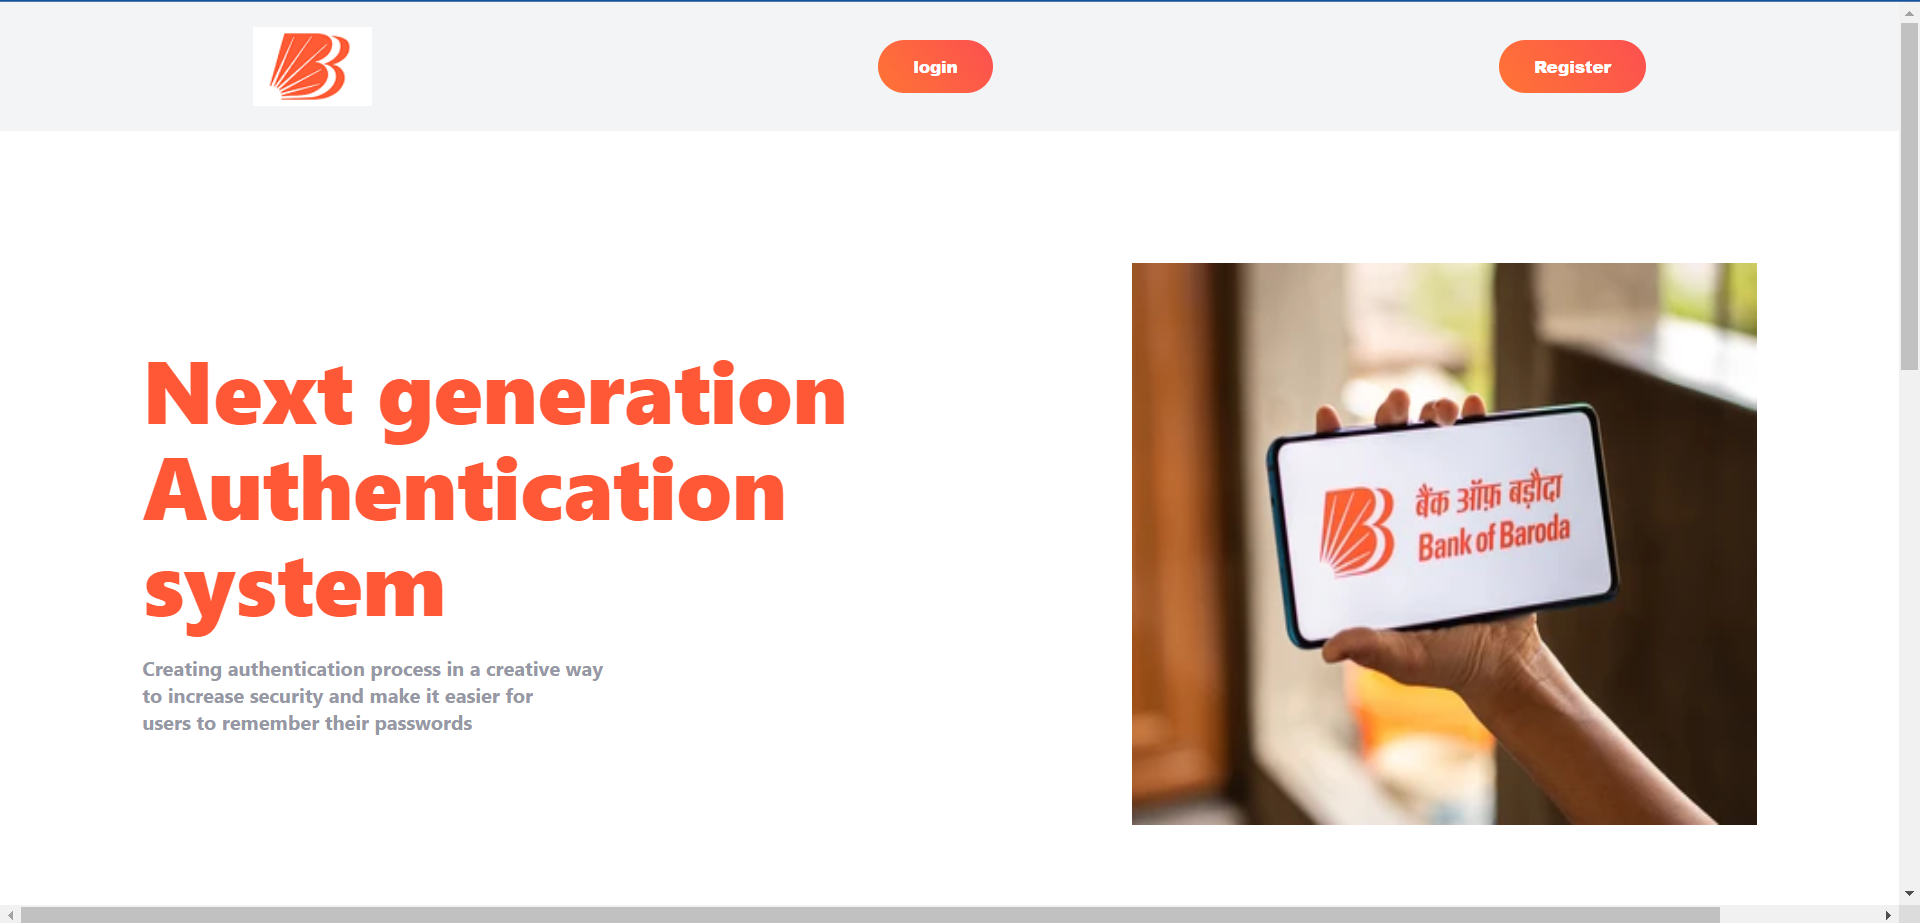 login
Register
Next generation
Authentication
system
Creating authentication process in a creative way
to increase security and make it easier for
users to remember their passwords
बैंक ऑफ़ बड़ौदा
Bank of Baroda